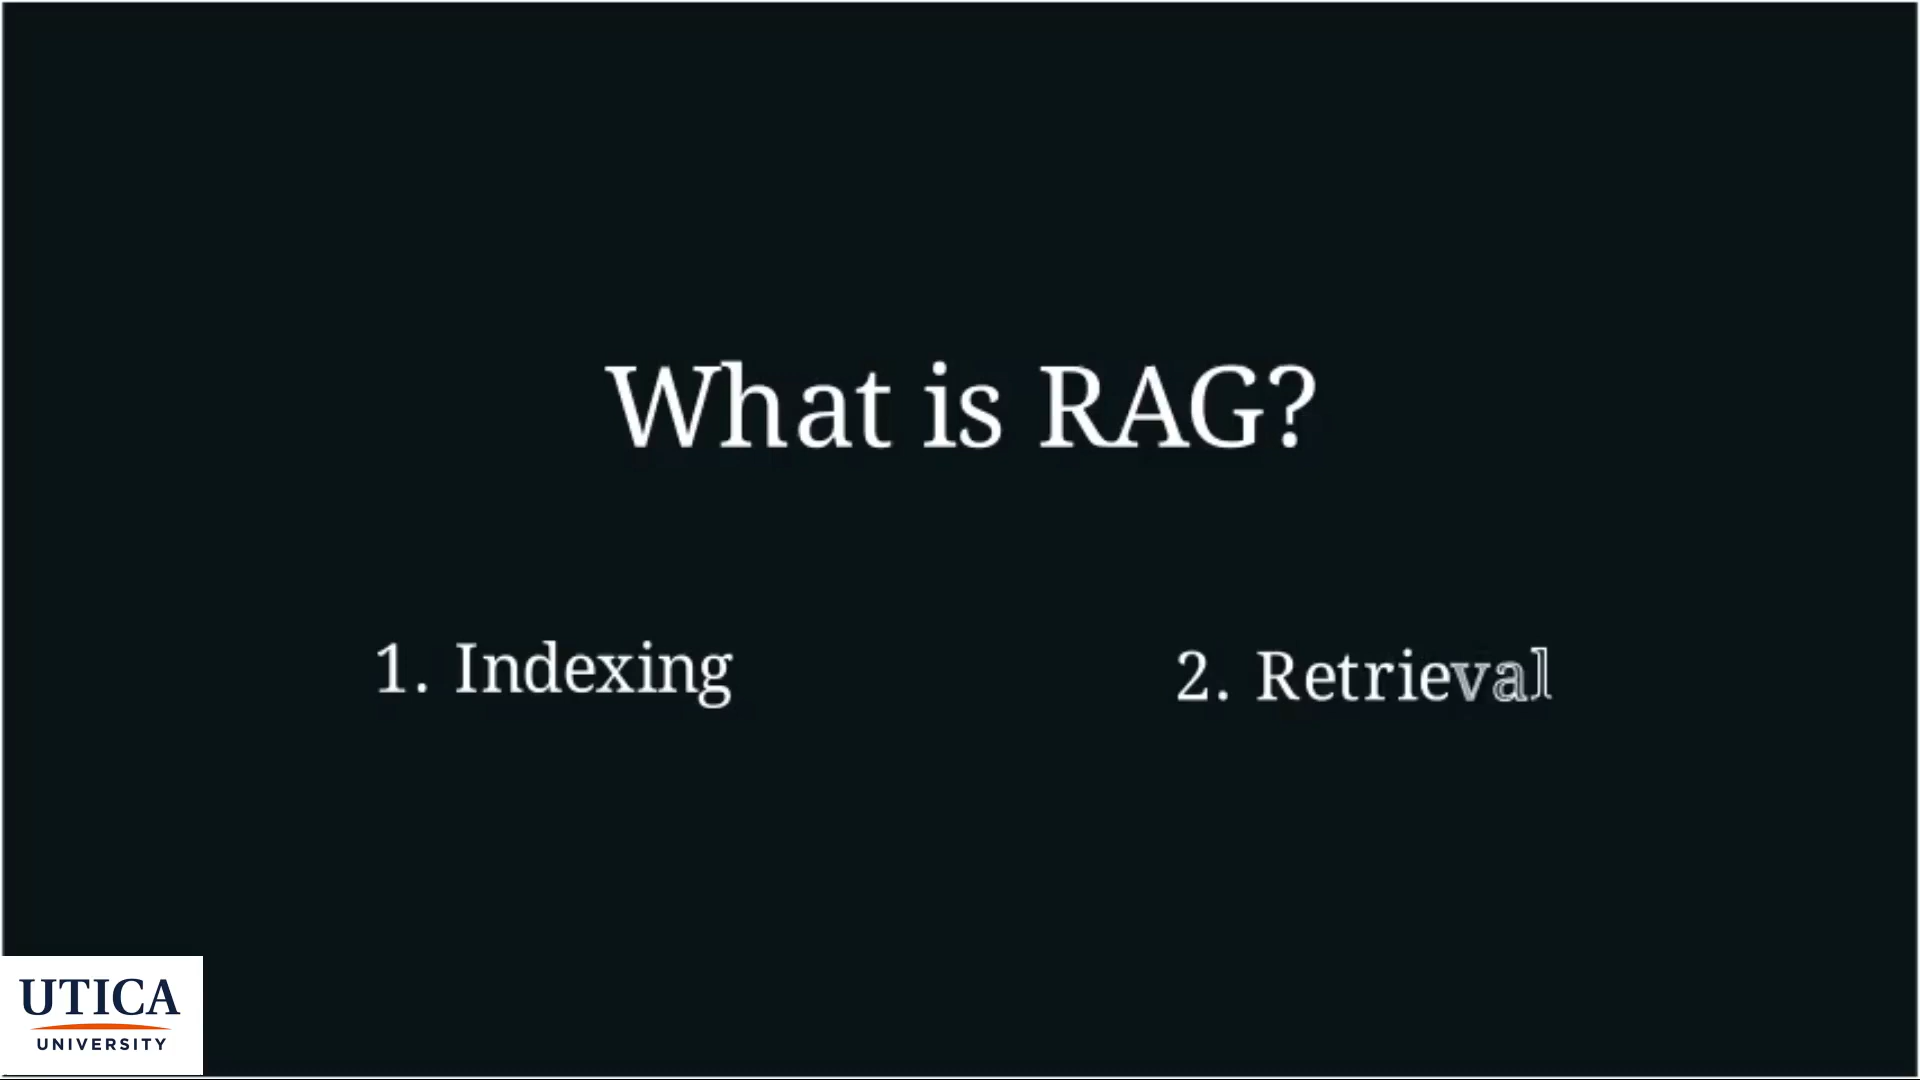 What is RAG?
1. Indexing
2. Retrieval
UTICA
UNIVERSITY